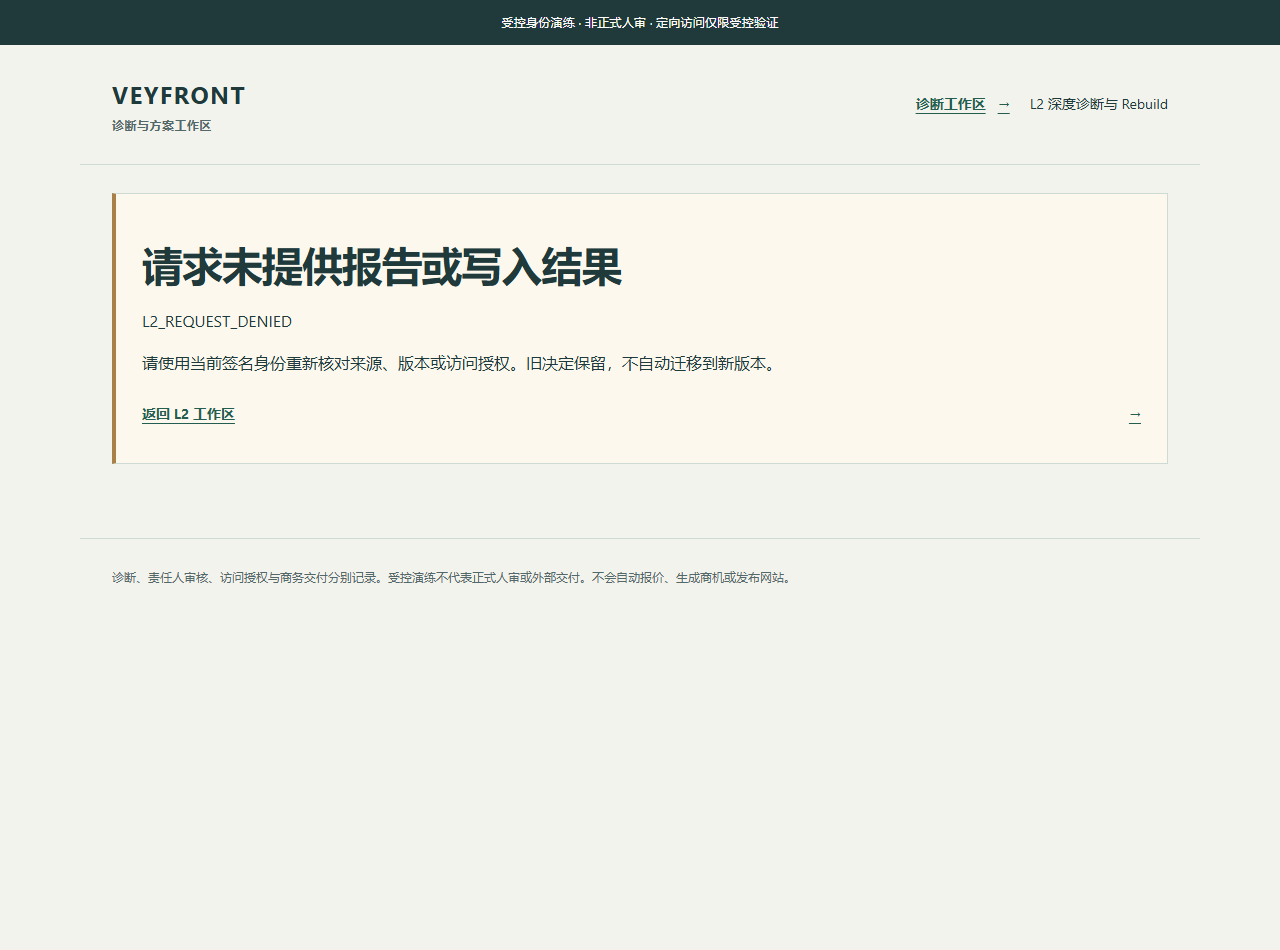 受控身份演练 · 非正式人审 · 定向访问仅限受控验证
VEYFRONT
诊断与方案工作区
诊断工作区 → L2 深度诊断与 Rebuild
请求未提供报告或写入结果
L2_REQUEST_DENIED
请使用当前签名身份重新核对来源、版本或访问授权。旧决定保留，不自动迁移到新版本。
返回 L2 工作区 →
诊断、责任人审核、访问授权与商务交付分别记录。受控演练不代表正式人审或外部交付。不会自动报价、生成商机或发布网站。